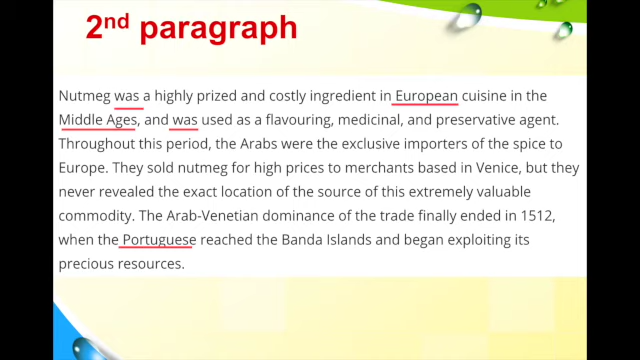 2nd paragraph
Nutmeg was a highly prized and costly ingredient in European cuisine in the
Middle Ages, and was used as a flavouring, medicinal, and preservative agent.
Throughout this period, the Arabs were the exclusive importers of the spice to
Europe. They sold nutmeg for high prices to merchants based in Venice, but they
never revealed the exact location of the source of this extremely valuable
commodity. The Arab-Venetian dominance of the trade finally ended in 1512,
when the Portuguese reached the Banda Islands and began exploiting its
precious resources.